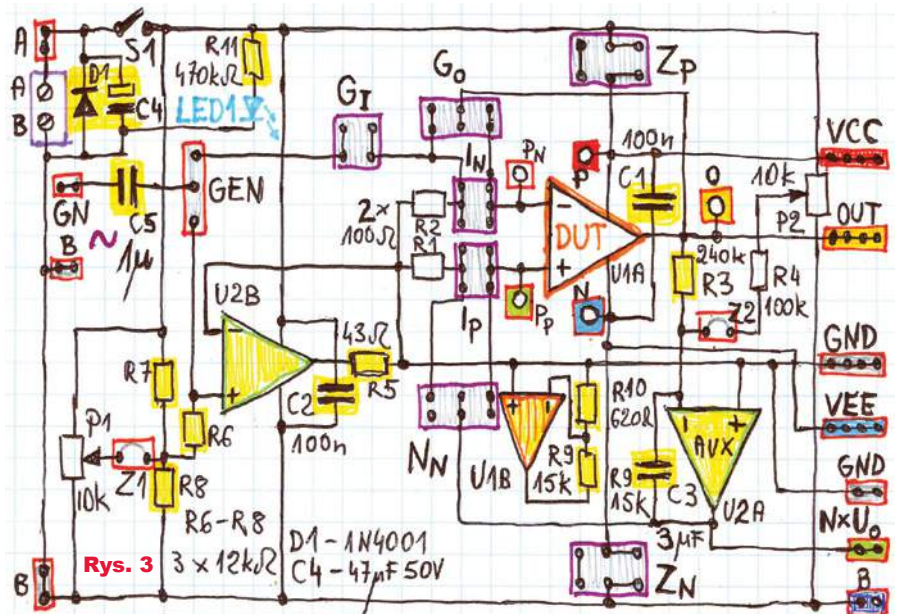 A
S1
R11
470kΩ
LED1
D1
C4
A
B
GI
Go
ZP
100n
VCC
GN
C5
~
1μ
GEN
2×
100Ω
R2
R1
IN
PN
P
C1
O
10k
P2
OUT
DUT
−
+
U1A
240k
R3
R4
100k
Z2
B
U2B
−
+
IP
PP
N
43Ω
R5
GND
R7
R6
C2
100n
NN
+
−
U1B
R10
620Ω
R9
15k
−
+
AUX
U2A
R9
15k
C3
3μF
VEE
GND
N×Uo
B
P1
10k
Z1
R8
R6-R8
3 x 12kΩ
D1-1N4001
C4-47μF 50V
ZN
B
Rys. 3